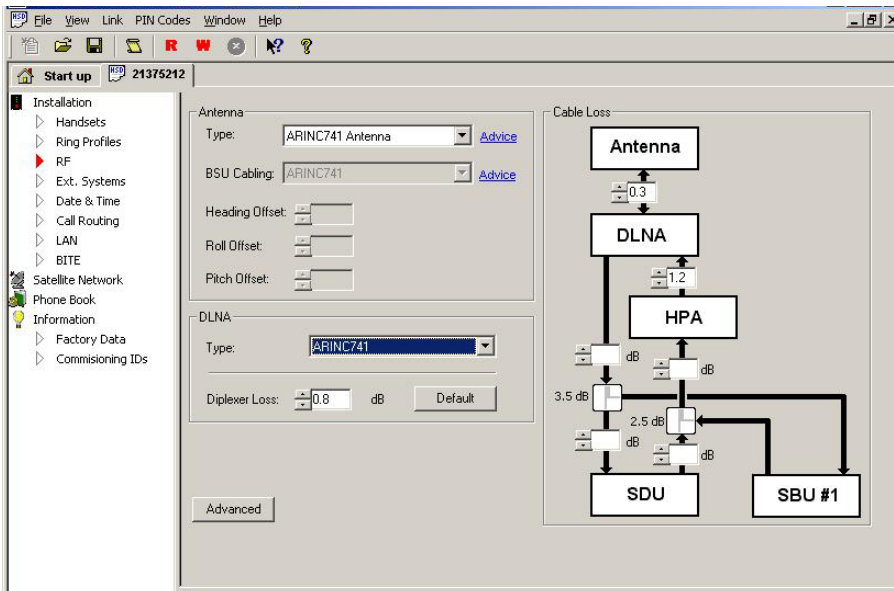 HSD File View Link PIN Codes Window Help
R W
Start up HSD 21375212
Installation
Handsets
Ring Profiles
RF
Ext. Systems
Date & Time
Call Routing
LAN
BITE
Satellite Network
Phone Book
Information
Factory Data
Commisioning IDs
Antenna
Type: ARINC741 Antenna Advice
BSU Cabling: ARINC741 Advice
Heading Offset:
Roll Offset:
Pitch Offset:
DLNA
Type: ARINC741
Diplexer Loss: 0.8 dB Default
Advanced
Cable Loss
Antenna
0.3
DLNA
1.2
HPA
dB
dB
3.5 dB
2.5 dB
dB
dB
SDU
SBU #1